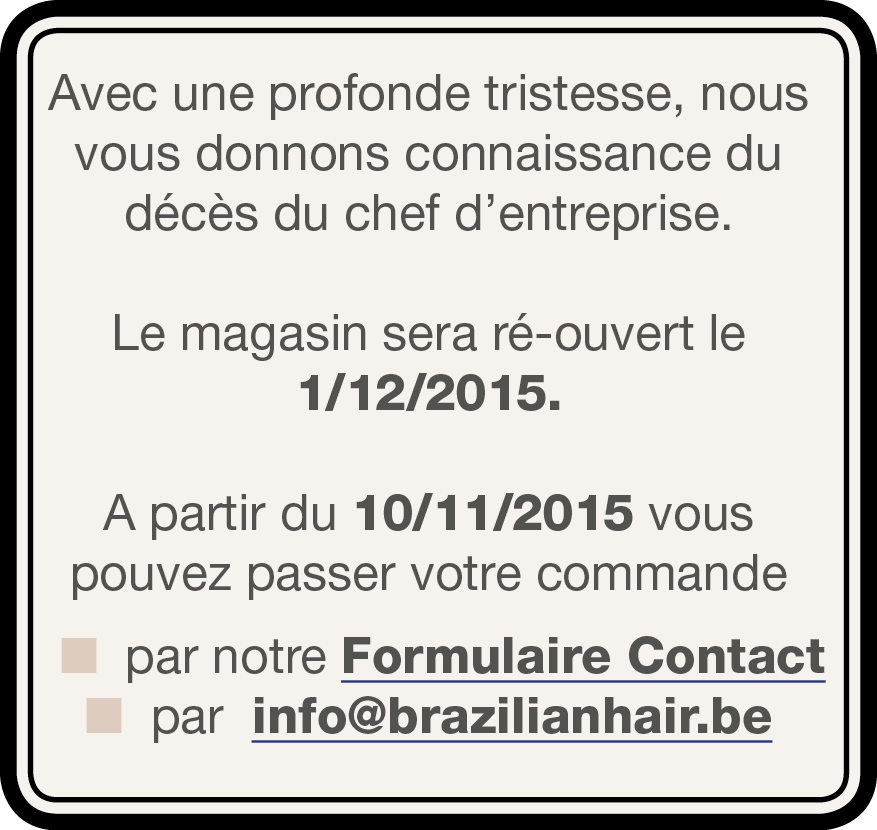 Avec une profonde tristesse, nous
vous donnons connaissance du
décès du chef d’entreprise.
Le magasin sera ré-ouvert le
1/12/2015.
A partir du 10/11/2015 vous
pouvez passer votre commande
par notre Formulaire Contact
par info@brazilianhair.be